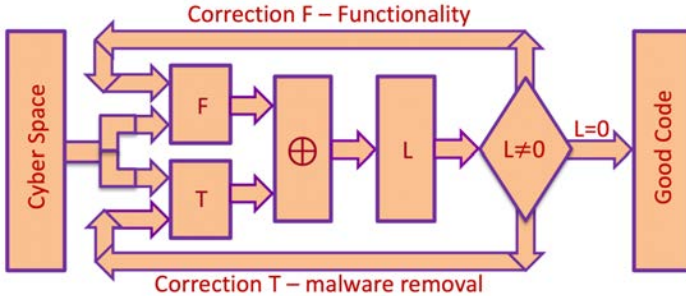 Correction F – Functionality
Cyber Space
F
T
⊕
L
L≠0
L=0
Good Code
Correction T – malware removal